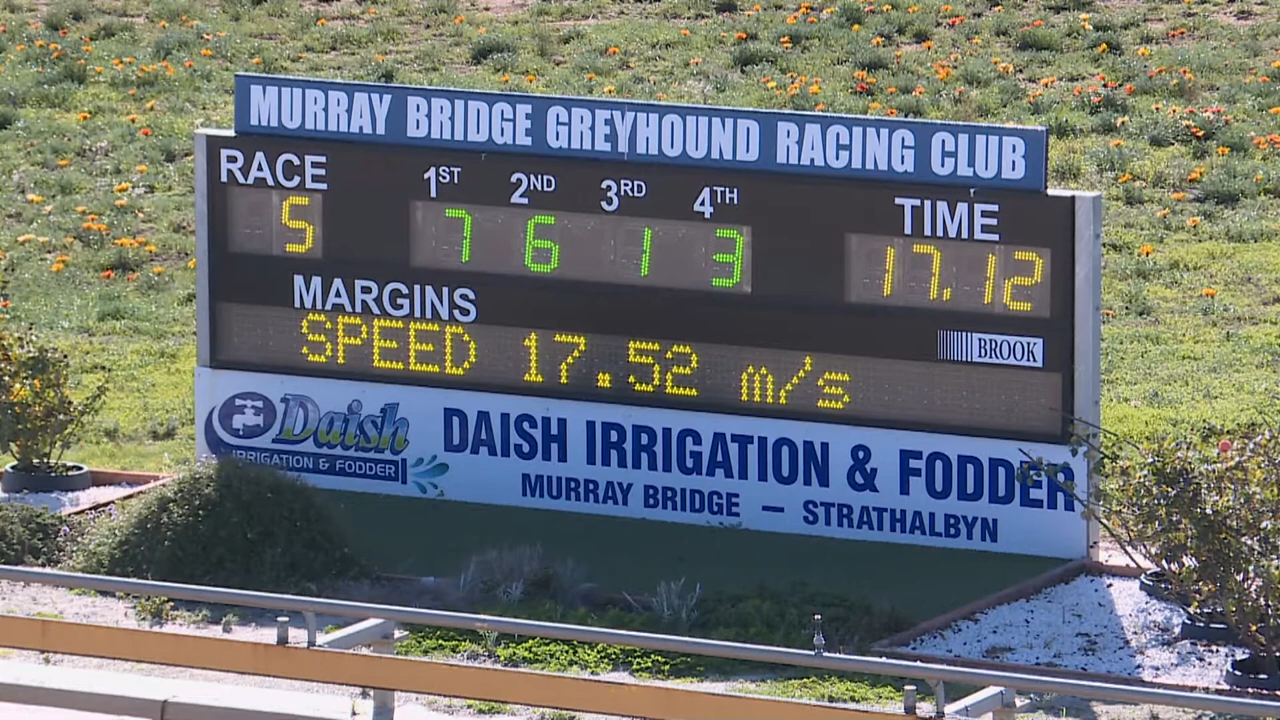 MURRAY BRIDGE GREYHOUND RACING CLUB
RACE 1ST 2ND 3RD 4TH TIME
5 7 6 1 3 17.12
MARGINS
BROOK
SPEED 17.52 m/s
Daish
IRRIGATION & FODDER
DAISH IRRIGATION & FODDER
MURRAY BRIDGE – STRATHALBYN